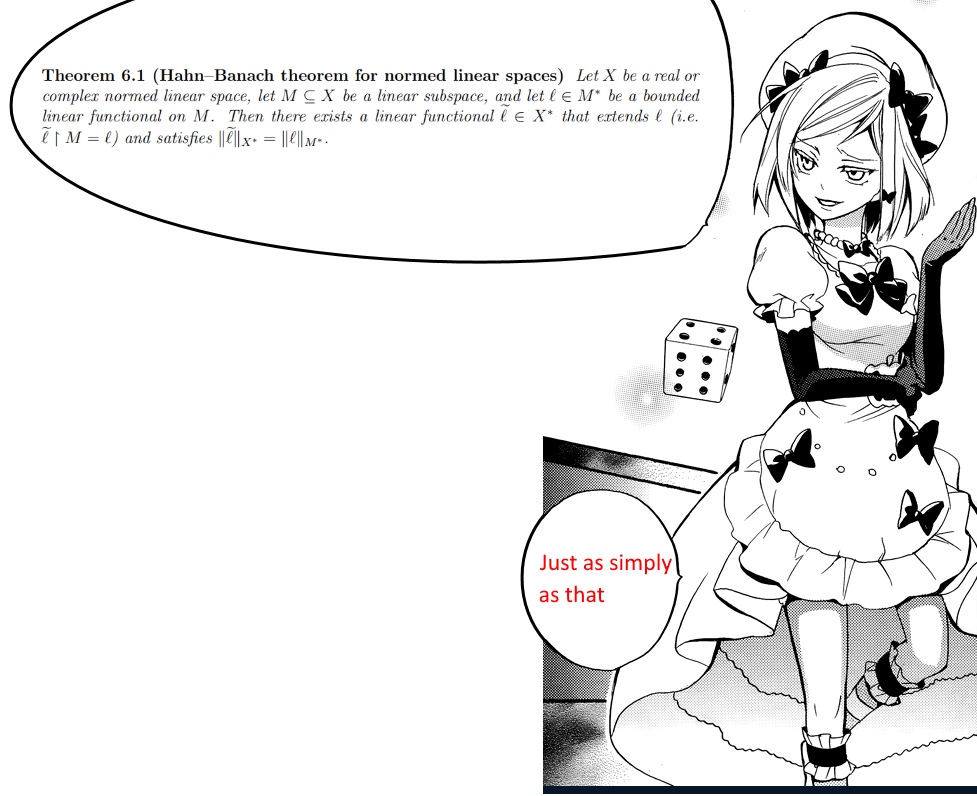 Theorem 6.1 (Hahn–Banach theorem for normed linear spaces) Let X be a real or
complex normed linear space, let M ⊆ X be a linear subspace, and let ℓ ∈ M* be a bounded
linear functional on M. Then there exists a linear functional ℓ̃ ∈ X* that extends ℓ (i.e.
ℓ̃ ↾ M = ℓ) and satisfies ‖ℓ̃‖X* = ‖ℓ‖M*.
Just as simply
as that